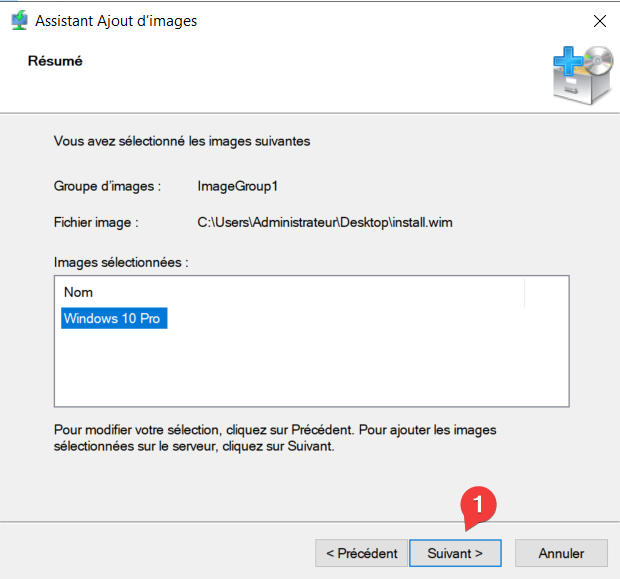 Assistant Ajout d'images
Résumé
Vous avez sélectionné les images suivantes
Groupe d'images : ImageGroup1
Fichier image : C:\Users\Administrateur\Desktop\install.wim
Images sélectionnées :
Nom
Windows 10 Pro
Pour modifier votre sélection, cliquez sur Précédent. Pour ajouter les images
sélectionnées sur le serveur, cliquez sur Suivant.
1
< Précédent Suivant > Annuler